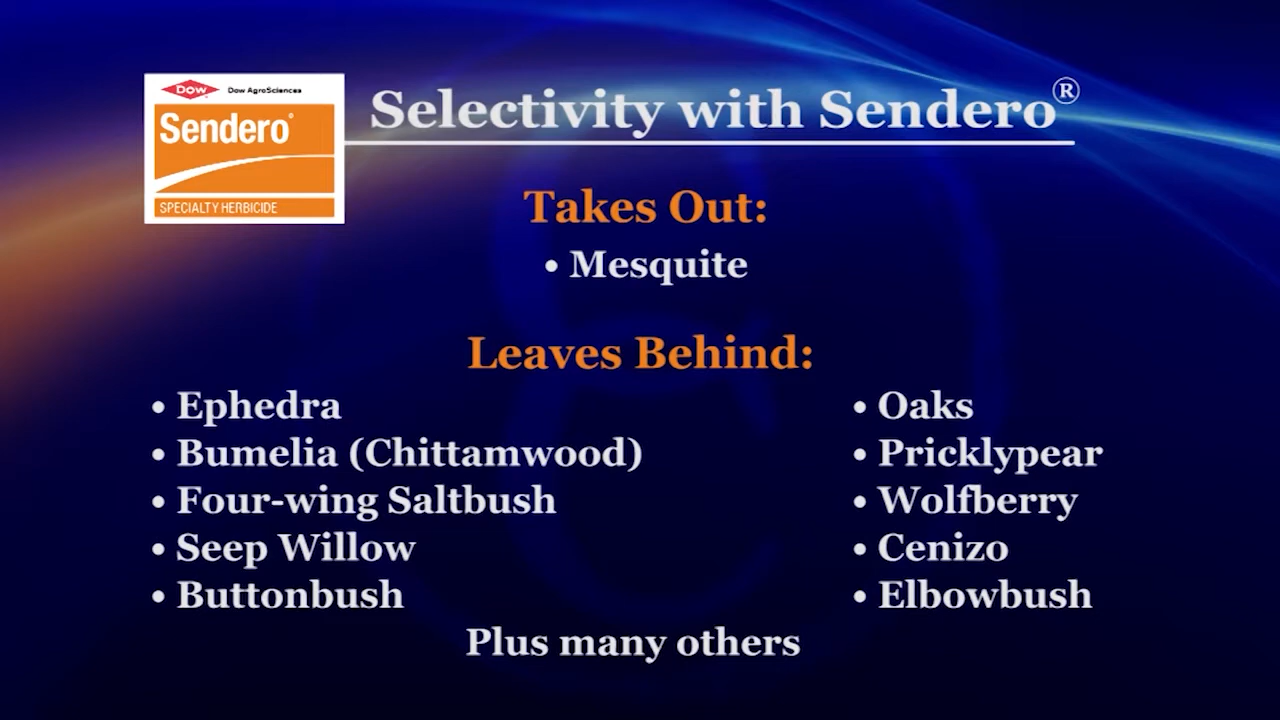 DOW Dow AgroSciences
Sendero®
SPECIALTY HERBICIDE
Selectivity with Sendero®
Takes Out:
• Mesquite
Leaves Behind:
• Ephedra
• Bumelia (Chittamwood)
• Four-wing Saltbush
• Seep Willow
• Buttonbush
• Oaks
• Pricklypear
• Wolfberry
• Cenizo
• Elbowbush
Plus many others